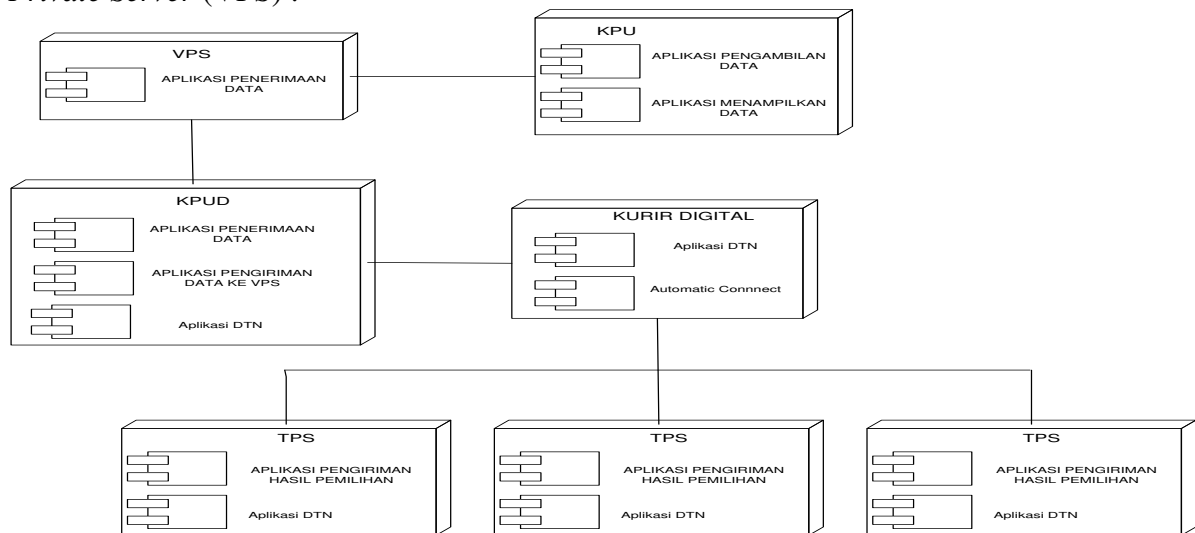 Private Server (VPS) .
VPS
APLIKASI PENERIMAAN
DATA
KPU
APLIKASI PENGAMBILAN
DATA
APLIKASI MENAMPILKAN
DATA
KPUD
APLIKASI PENERIMAAN
DATA
APLIKASI PENGIRIMAN
DATA KE VPS
Aplikasi DTN
KURIR DIGITAL
Aplikasi DTN
Automatic Connnect
TPS
APLIKASI PENGIRIMAN
HASIL PEMILIHAN
Aplikasi DTN
TPS
APLIKASI PENGIRIMAN
HASIL PEMILIHAN
Aplikasi DTN
TPS
APLIKASI PENGIRIMAN
HASIL PEMILIHAN
Aplikasi DTN